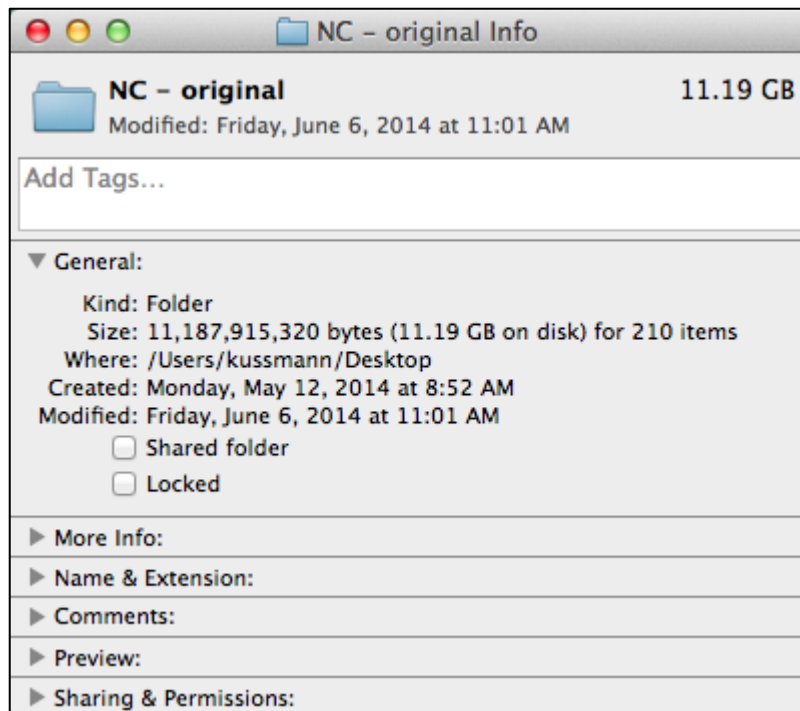 NC – original Info
NC – original 11.19 GB
Modified: Friday, June 6, 2014 at 11:01 AM
Add Tags...
General:
Kind: Folder
Size: 11,187,915,320 bytes (11.19 GB on disk) for 210 items
Where: /Users/kussmann/Desktop
Created: Monday, May 12, 2014 at 8:52 AM
Modified: Friday, June 6, 2014 at 11:01 AM
Shared folder
Locked
More Info:
Name & Extension:
Comments:
Preview:
Sharing & Permissions: